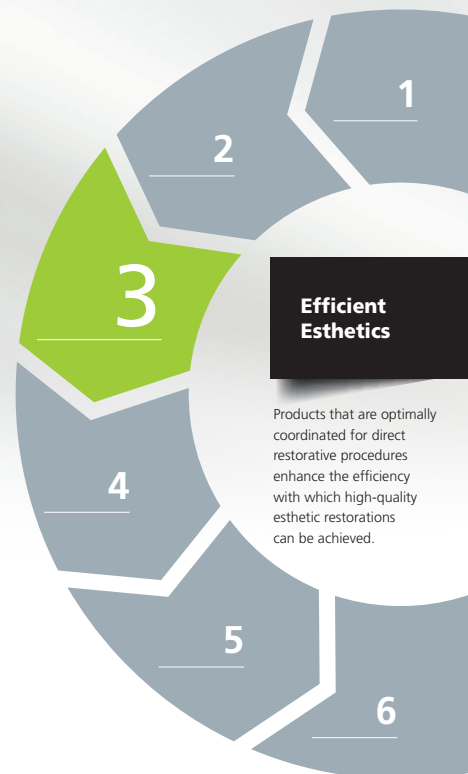 1
2
3
Efficient
Esthetics
Products that are optimally
coordinated for direct
restorative procedures
enhance the efficiency
with which high-quality
esthetic restorations
can be achieved.
4
5
6